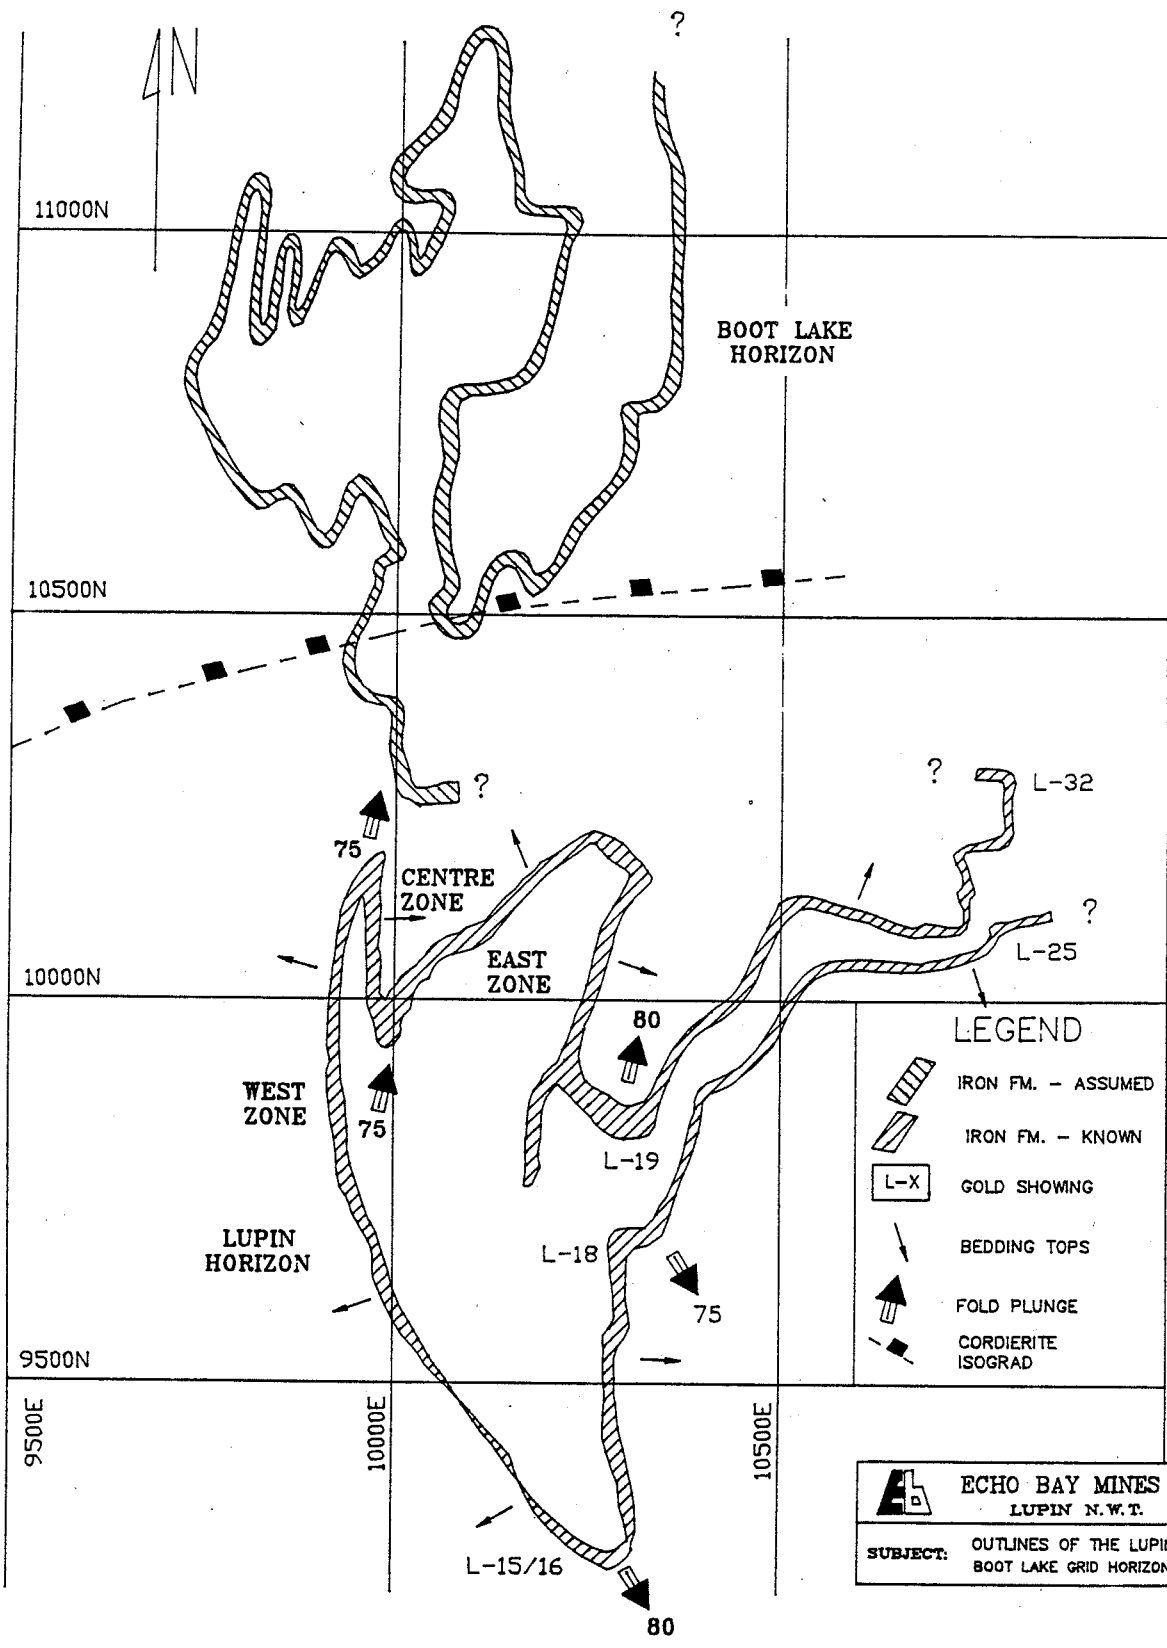 ?
N
11000N
BOOT LAKE
HORIZON
10500N
?
?
L-32
75
CENTRE
ZONE
?
EAST
ZONE
L-25
10000N
80
LEGEND
IRON FM. - ASSUMED
WEST
ZONE
75
IRON FM. - KNOWN
L-19
L-X
GOLD SHOWING
LUPIN
HORIZON
L-18
BEDDING TOPS
75
FOLD PLUNGE
CORDIERITE
ISOGRAD
9500N
9500E
10000E
10500E
Eb
ECHO BAY MINES
LUPIN N.W.T.
SUBJECT:
OUTLINES OF THE LUPIN
BOOT LAKE GRID HORIZON
L-15/16
80